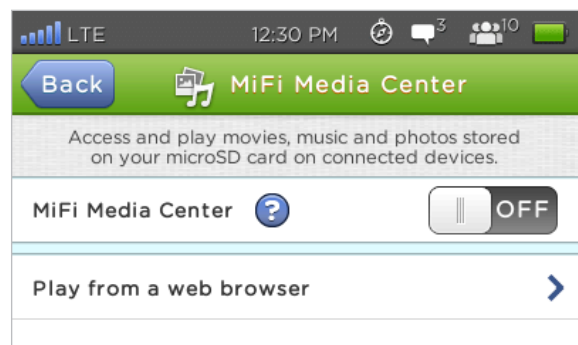 LTE 12:30 PM 3 10
Back MiFi Media Center
Access and play movies, music and photos stored
on your microSD card on connected devices.
MiFi Media Center ? OFF
Play from a web browser